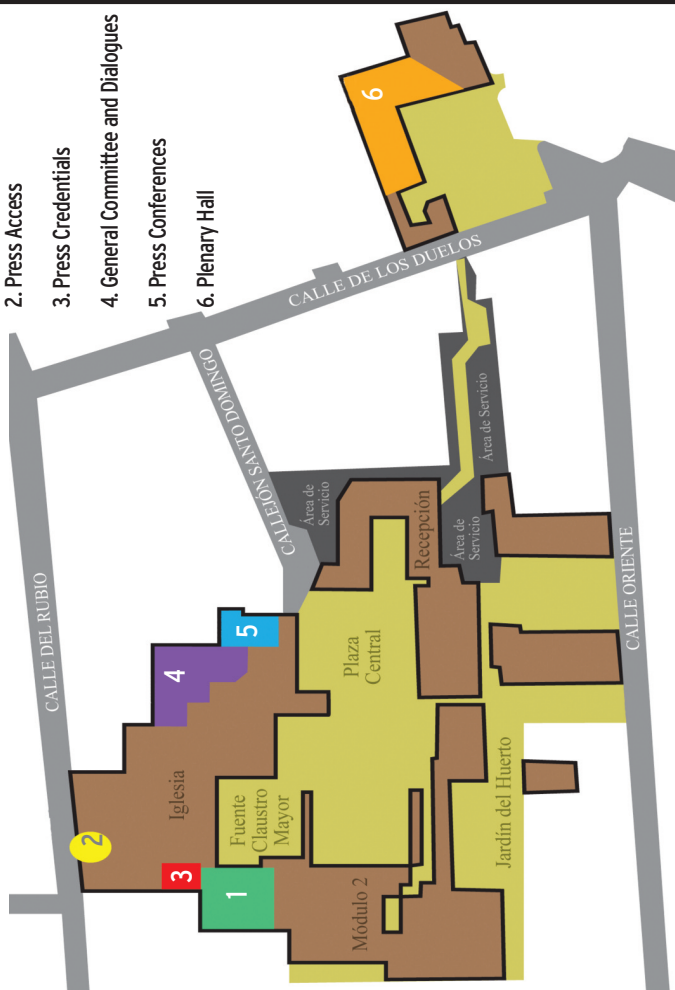 2. Press Access
3. Press Credentials
4. General Committee and Dialogues
5. Press Conferences
6. Plenary Hall
CALLE DEL RUBIO
CALLEJÓN SANTO DOMINGO
CALLE DE LOS DUELOS
CALLE ORIENTE
2
Iglesia
4
5
3
1
6
Fuente
Claustro
Mayor
Plaza
Central
Área de
Servicio
Recepción
Área de
Servicio
Área de Servicio
Módulo 2
Jardín del Huerto